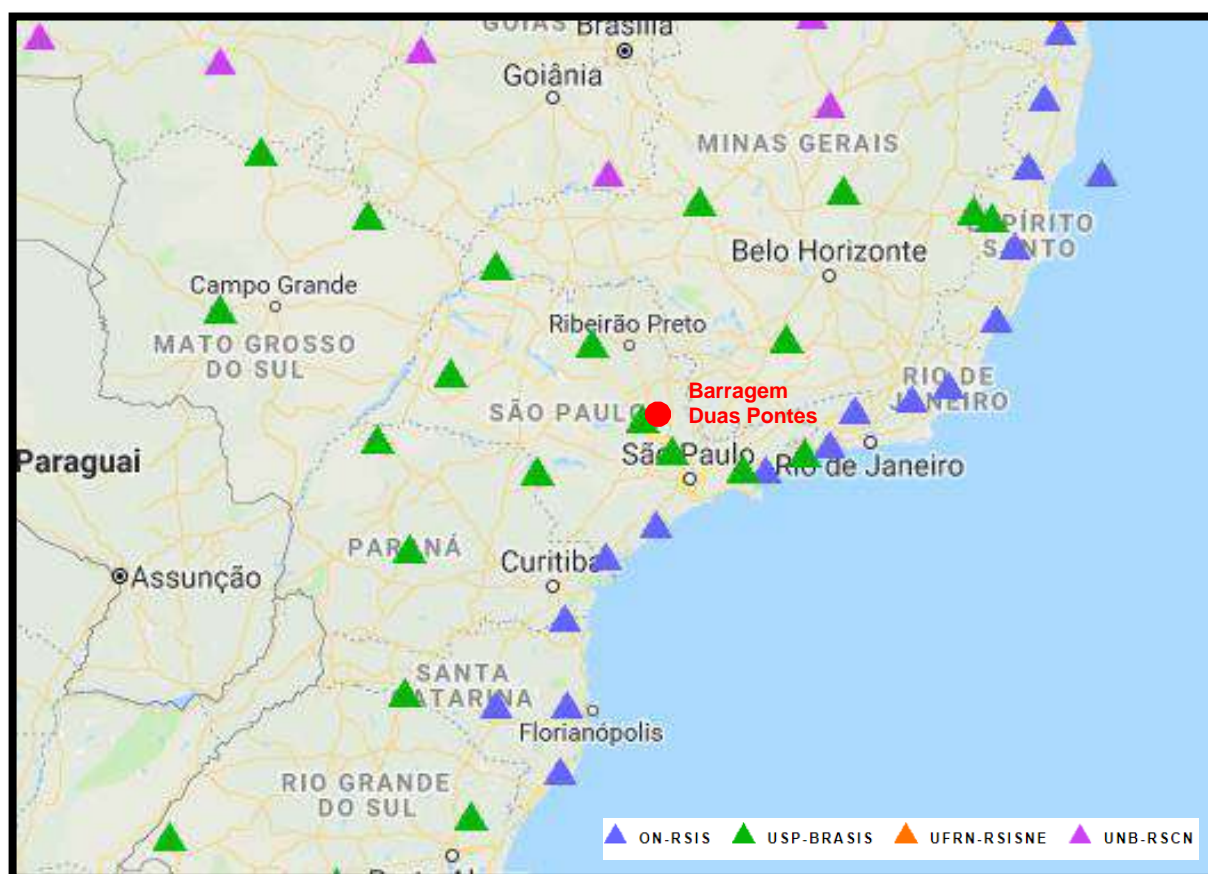 GOIÁS
Brasília
Goiânia
MINAS GERAIS
ESPÍRITO
SANTO
Belo Horizonte
Campo Grande
MATO GROSSO
DO SUL
Ribeirão Preto
RIO DE
JANEIRO
SÃO PAULO
Barragem
Duas Pontes
Paraguai
São Paulo
Rio de Janeiro
PARANÁ
Curitiba
Assunção
SANTA
CATARINA
Florianópolis
RIO GRANDE
DO SUL
ON-RSIS
USP-BRASIS
UFRN-RSISNE
UNB-RSCN